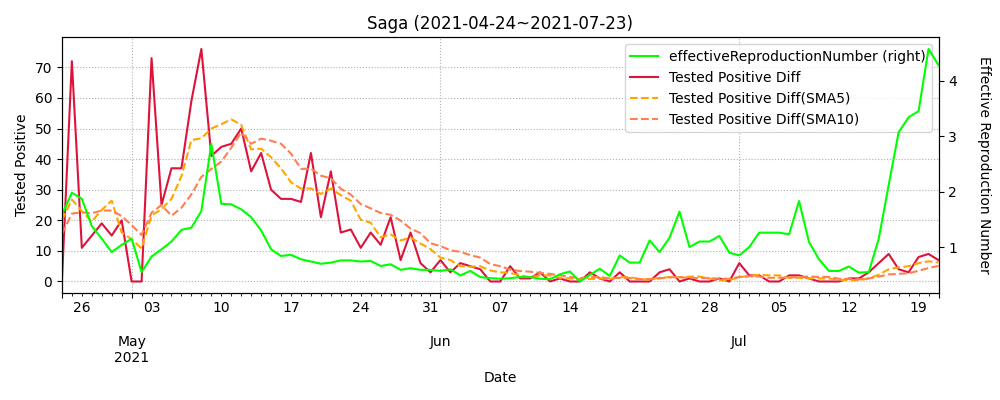 Saga (2021-04-24~2021-07-23)
effectiveReproductionNumber (right)
Tested Positive Diff
Tested Positive Diff(SMA5)
Tested Positive Diff(SMA10)
Tested Positive
70
60
50
40
30
20
10
0
4
3
2
1
Effective Reproduction Number
26 03 10 17 24 31 07 14 21 28 05 12 19
May Jun Jul
2021
Date